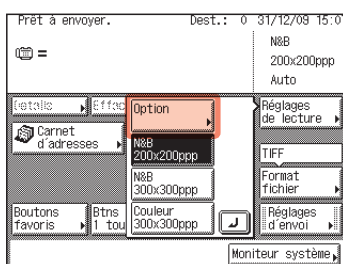 Prêt à envoyer. Dest.: 0 31/12/09 15:0
N&B
200x200ppp
Auto
Détails Effac
Option
Réglages
de lecture
Carnet
d'adresses
N&B
200x200ppp
TIFF
N&B
300x300ppp
Format
fichier
Boutons
favoris
Btns
1 tou
Couleur
300x300ppp
Réglages
d'envoi
Moniteur système